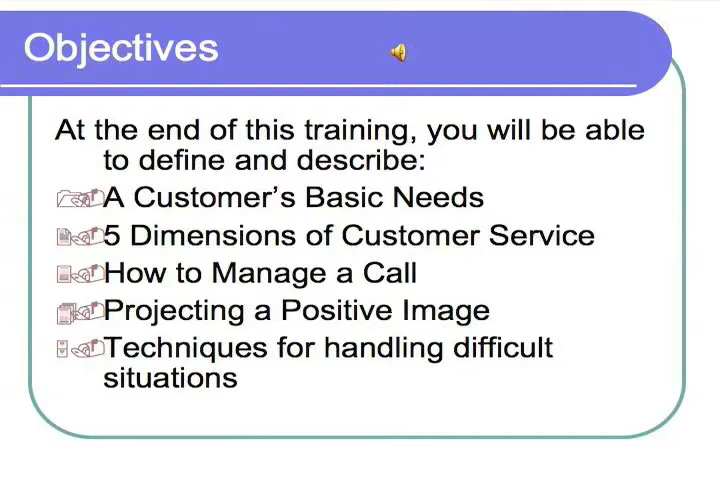 Objectives
At the end of this training, you will be able
to define and describe:
A Customer's Basic Needs
5 Dimensions of Customer Service
How to Manage a Call
Projecting a Positive Image
Techniques for handling difficult
situations